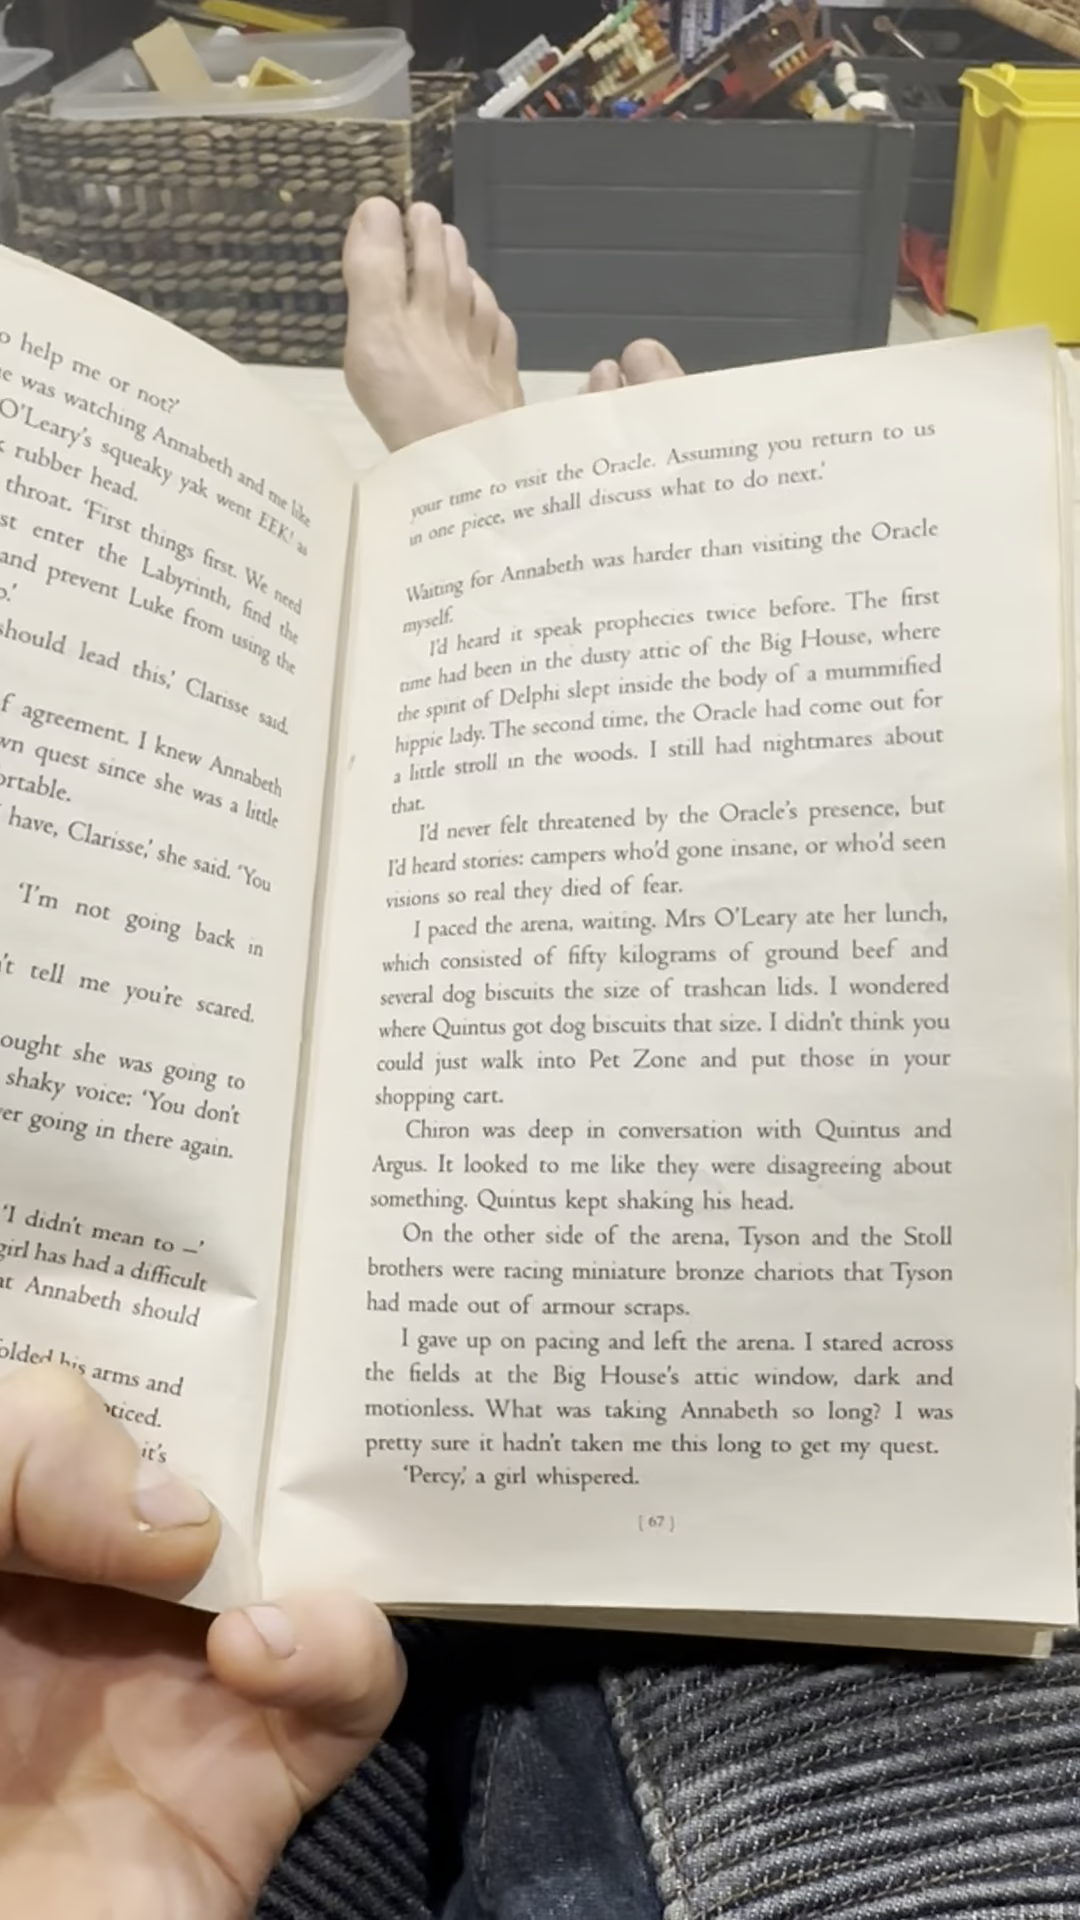 o help me or not?'
e was watching Annabeth and me like
O'Leary's squeaky yak went EEK! as
rubber head.
throat. 'First things first. We need
st enter the Labyrinth, find the
and prevent Luke from using the
should lead this,' Clarisse said.
f agreement. I knew Annabeth
wn quest since she was a little
ortable.
have, Clarisse,' she said. 'You
'I'm not going back in
't tell me you're scared.
ought she was going to
shaky voice: 'You don't
er going in there again.
'I didn't mean to –'
girl has had a difficult
at Annabeth should
olded his arms and
oticed.
it's
your time to visit the Oracle. Assuming you return to us
in one piece, we shall discuss what to do next.'
Waiting for Annabeth was harder than visiting the Oracle
myself.
I'd heard it speak prophecies twice before. The first
time had been in the dusty attic of the Big House, where
the spirit of Delphi slept inside the body of a mummified
hippie lady. The second time, the Oracle had come out for
a little stroll in the woods. I still had nightmares about
that.
I'd never felt threatened by the Oracle's presence, but
I'd heard stories: campers who'd gone insane, or who'd seen
visions so real they died of fear.
I paced the arena, waiting. Mrs O'Leary ate her lunch,
which consisted of fifty kilograms of ground beef and
several dog biscuits the size of trashcan lids. I wondered
where Quintus got dog biscuits that size. I didn't think you
could just walk into Pet Zone and put those in your
shopping cart.
Chiron was deep in conversation with Quintus and
Argus. It looked to me like they were disagreeing about
something. Quintus kept shaking his head.
On the other side of the arena, Tyson and the Stoll
brothers were racing miniature bronze chariots that Tyson
had made out of armour scraps.
I gave up on pacing and left the arena. I stared across
the fields at the Big House's attic window, dark and
motionless. What was taking Annabeth so long? I was
pretty sure it hadn't taken me this long to get my quest.
'Percy,' a girl whispered.
[ 67 ]